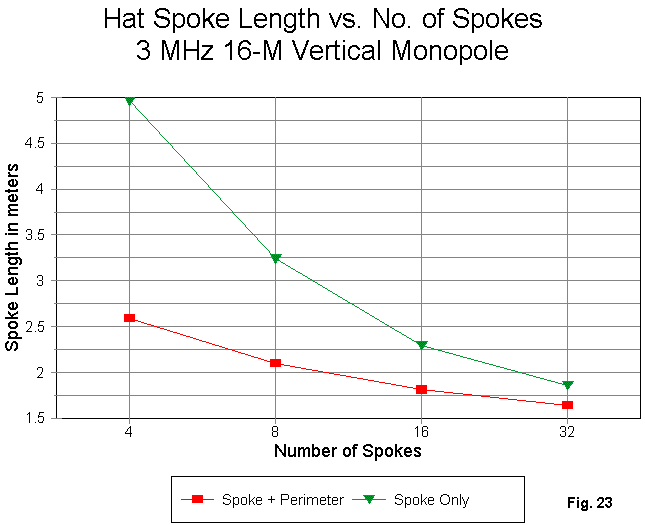 Hat Spoke Length vs. No. of Spokes
3 MHz 16-M Vertical Monopole
Spoke Length in meters
5
4.5
4
3.5
3
2.5
2
1.5
4 8 16 32
Number of Spokes
Spoke + Perimeter Spoke Only
Fig. 23